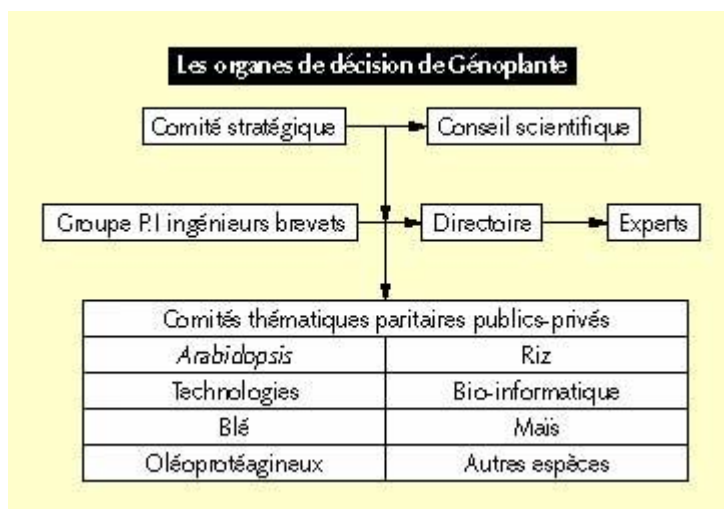 Les organes de décision de Génoplante
Comité stratégique Conseil scientifique
Groupe P.I ingénieurs brevets Directoire Experts
Comités thématiques paritaires publics-privés
Arabidopsis Riz
Technologies Bio-informatique
Blé Maïs
Oléoprotéagineux Autres espèces